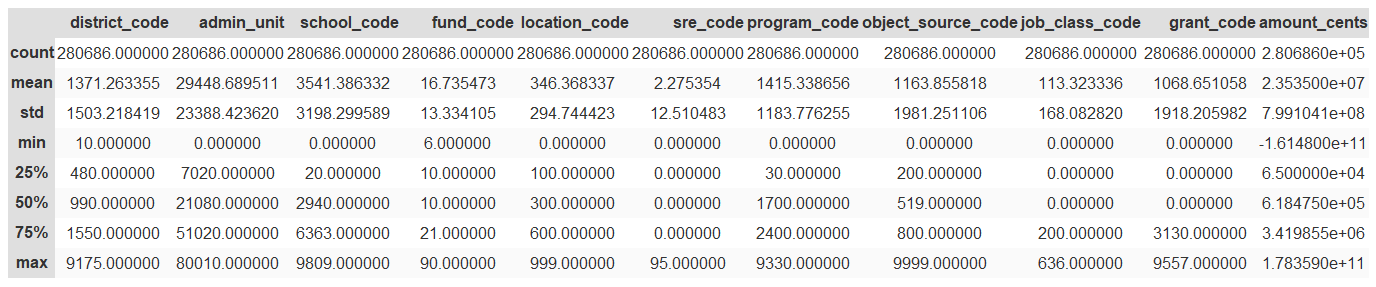 district_code admin_unit school_code fund_code location_code sre_code program_code object_source_code job_class_code grant_code amount_cents
count 280686.000000 280686.000000 280686.000000 280686.000000 280686.000000 280686.000000 280686.000000 280686.000000 280686.000000 280686.000000 2.806860e+05
mean 1371.263355 29448.689511 3541.386332 16.735473 346.368337 2.275354 1415.338656 1163.855818 113.323336 1068.651058 2.353500e+07
std 1503.218419 23388.423620 3198.299589 13.334105 294.744423 12.510483 1183.776255 1981.251106 168.082820 1918.205982 7.991041e+08
min 10.000000 0.000000 0.000000 6.000000 0.000000 0.000000 0.000000 0.000000 0.000000 0.000000 -1.614800e+11
25% 480.000000 7020.000000 20.000000 10.000000 100.000000 0.000000 30.000000 200.000000 0.000000 0.000000 6.500000e+04
50% 990.000000 21080.000000 2940.000000 10.000000 300.000000 0.000000 1700.000000 519.000000 0.000000 0.000000 6.184750e+05
75% 1550.000000 51020.000000 6363.000000 21.000000 600.000000 0.000000 2400.000000 800.000000 200.000000 3130.000000 3.419855e+06
max 9175.000000 80010.000000 9809.000000 90.000000 999.000000 95.000000 9330.000000 9999.000000 636.000000 9557.000000 1.783590e+11